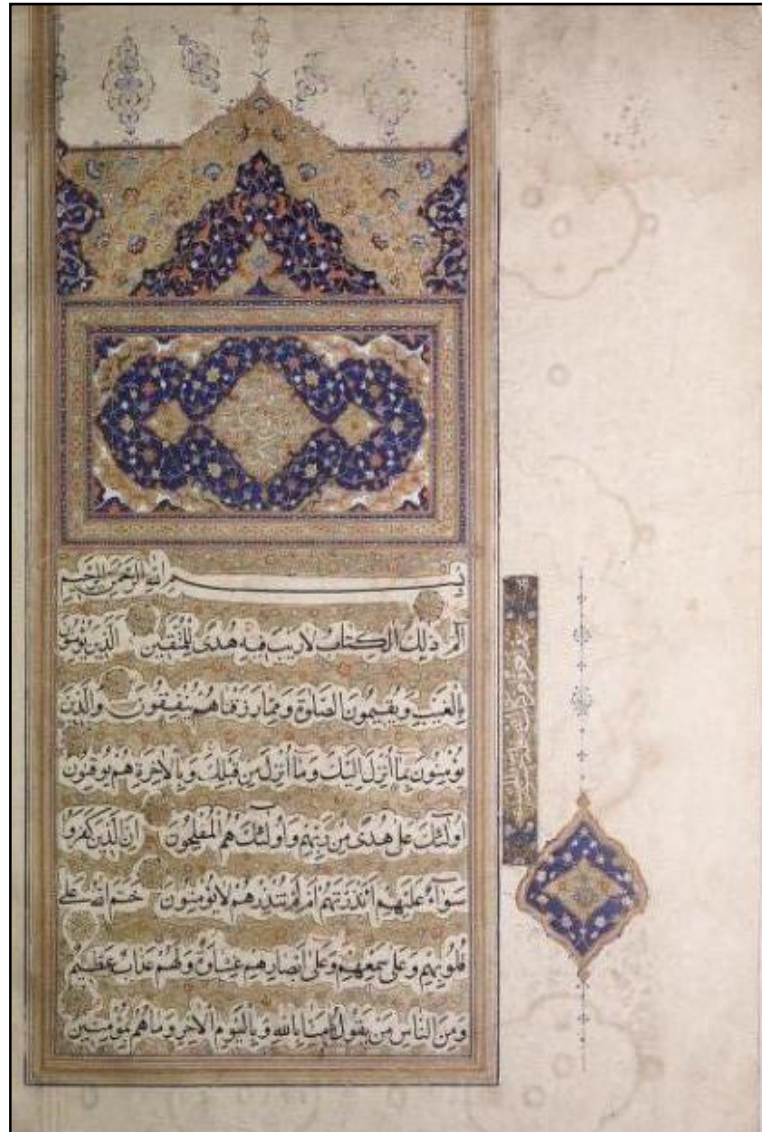 بسم الله الرحمن الرحيم
الم ذلك الكتاب لا ريب فيه هدى للمتقين الذين يؤمنون
بالغيب ويقيمون الصلوة ومما رزقناهم ينفقون والذين
يؤمنون بما أنزل اليك وما أنزل من قبلك وبالاخرة هم يوقنون
اولئك على هدى من ربهم واولئك هم المفلحون ان الذين كفروا
سواء عليهم أنذرتهم ام لم تنذرهم لا يؤمنون ختم الله على
قلوبهم وعلى سمعهم وعلى ابصارهم غشاوة ولهم عذاب عظيم
ومن الناس من يقول امنا بالله وباليوم الاخر وما هم بمؤمنين